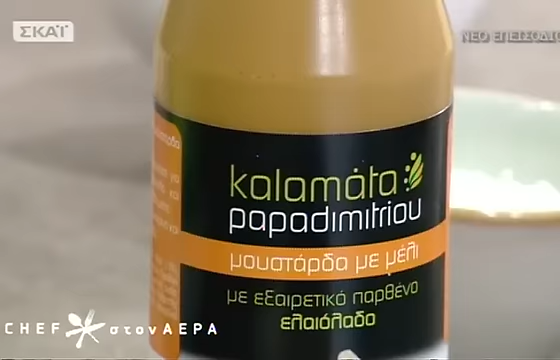 ΣΚΑΪ
ΝΕΟ ΕΠΕΙΣΟΔΙΟ
kalamata
papadimitriou
μουστάρδα με μέλι
με εξαιρετικό παρθένο
ελαιόλαδο
CHEF στον ΑΕΡΑ